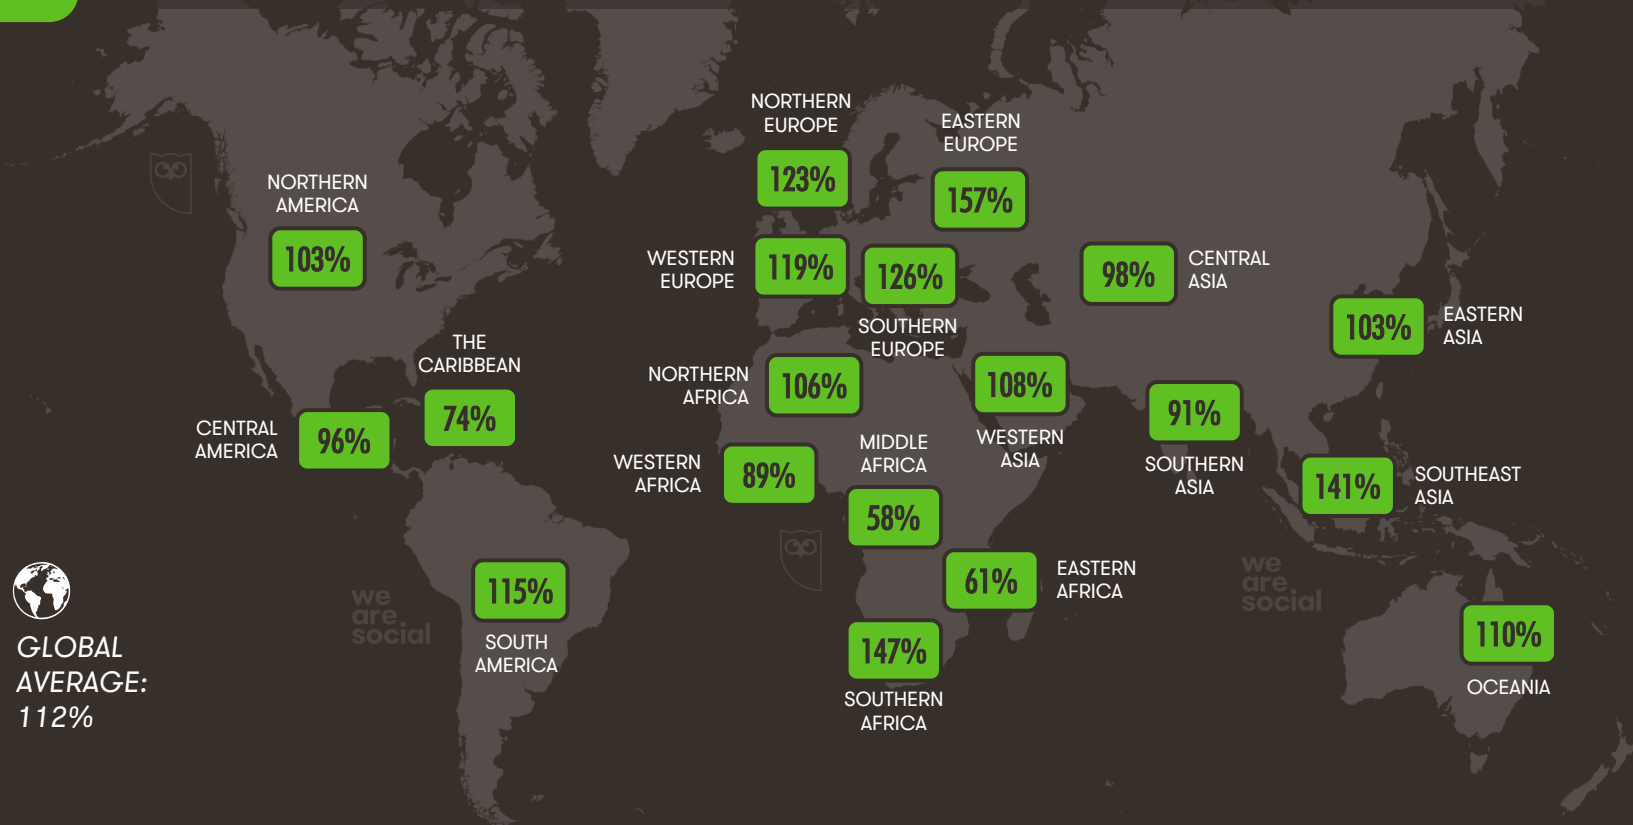 NORTHERN
EUROPE
123%
EASTERN
EUROPE
157%
NORTHERN
AMERICA
103%
WESTERN
EUROPE
119%
126%
SOUTHERN
EUROPE
98%
CENTRAL
ASIA
103%
EASTERN
ASIA
THE
CARIBBEAN
74%
CENTRAL
AMERICA
96%
NORTHERN
AFRICA
106%
108%
WESTERN
ASIA
91%
SOUTHERN
ASIA
WESTERN
AFRICA
89%
MIDDLE
AFRICA
58%
141%
SOUTHEAST
ASIA
61%
EASTERN
AFRICA
115%
SOUTH
AMERICA
147%
SOUTHERN
AFRICA
110%
OCEANIA
we
are
social
we
are
social
GLOBAL
AVERAGE:
112%